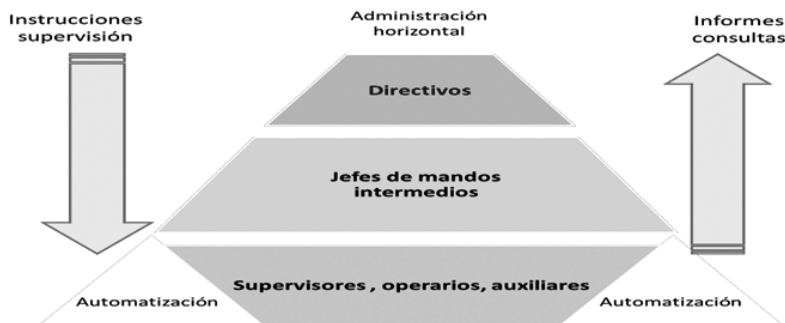 Instrucciones
supervisión
Administración
horizontal
Informes
consultas
Directivos
Jefes de mandos
intermedios
Supervisores , operarios, auxiliares
Automatización
Automatización